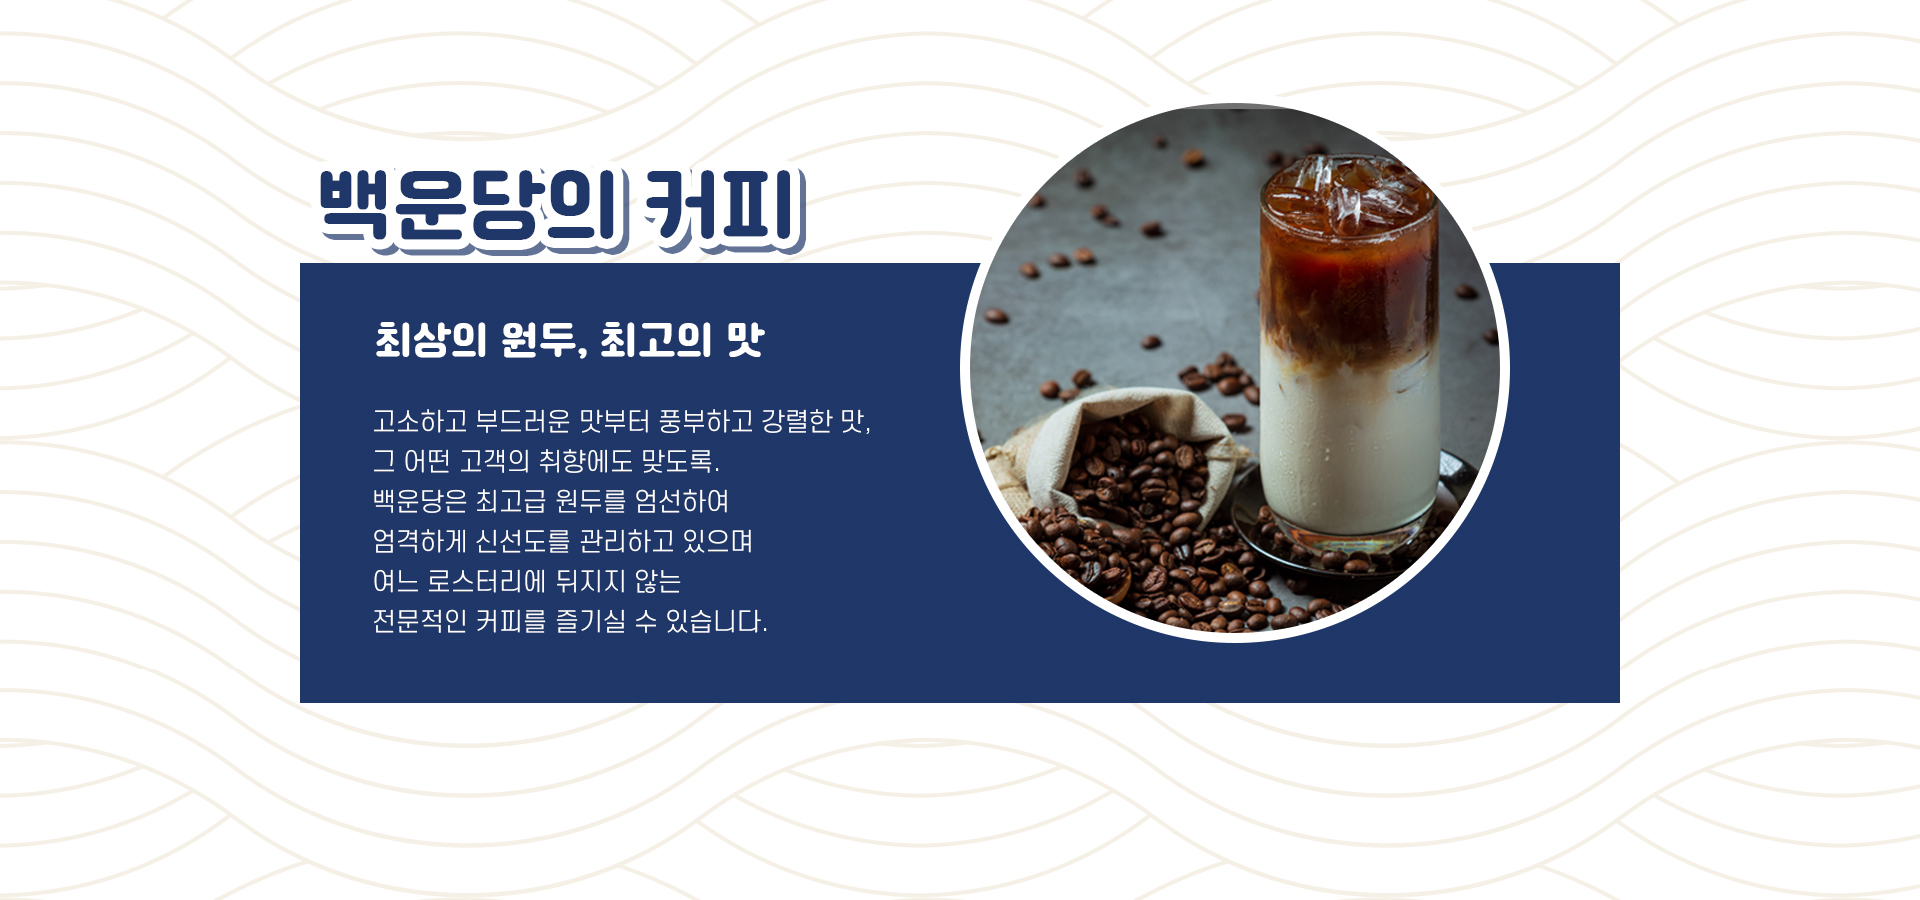 백운당의 커피
최상의 원두, 최고의 맛
고소하고 부드러운 맛부터 풍부하고 강렬한 맛,
그 어떤 고객의 취향에도 맞도록.
백운당은 최고급 원두를 엄선하여
엄격하게 신선도를 관리하고 있으며
여느 로스터리에 뒤지지 않는
전문적인 커피를 즐기실 수 있습니다.